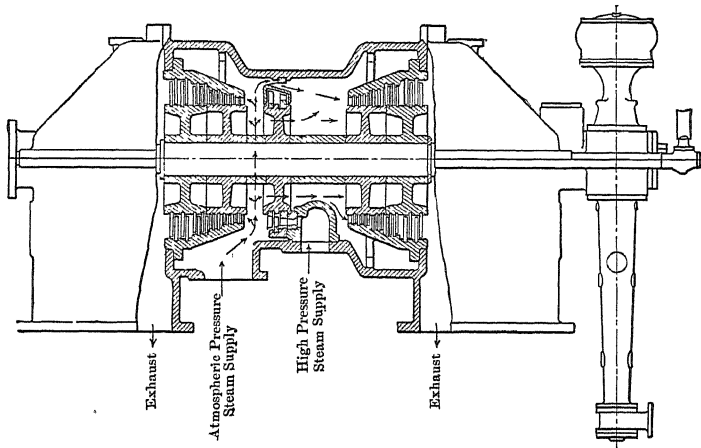 Exhaust
Atmospheric Pressure
Steam Supply
High Pressure
Steam Supply
Exhaust